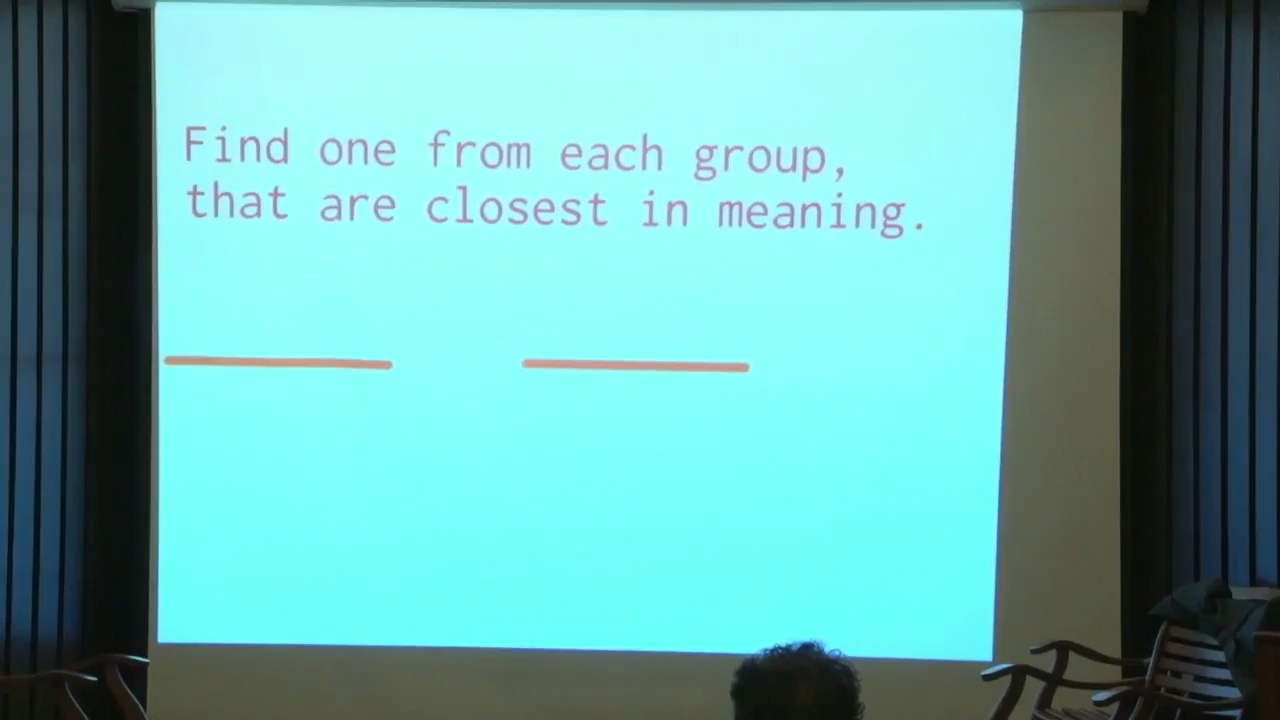 Find one from each group,
that are closest in meaning.